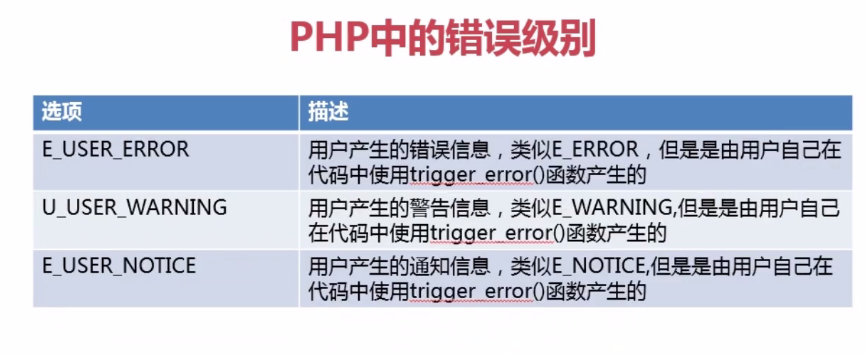 PHP中的错误级别
选项 描述
E_USER_ERROR 用户产生的错误信息，类似E_ERROR，但是是由用户自己在
代码中使用trigger_error()函数产生的
U_USER_WARNING 用户产生的警告信息，类似E_WARNING,但是是由用户自己
在代码中使用trigger_error()函数产生的
E_USER_NOTICE 用户产生的通知信息，类似E_NOTICE,但是是由用户自己在
代码中使用trigger_error()函数产生的